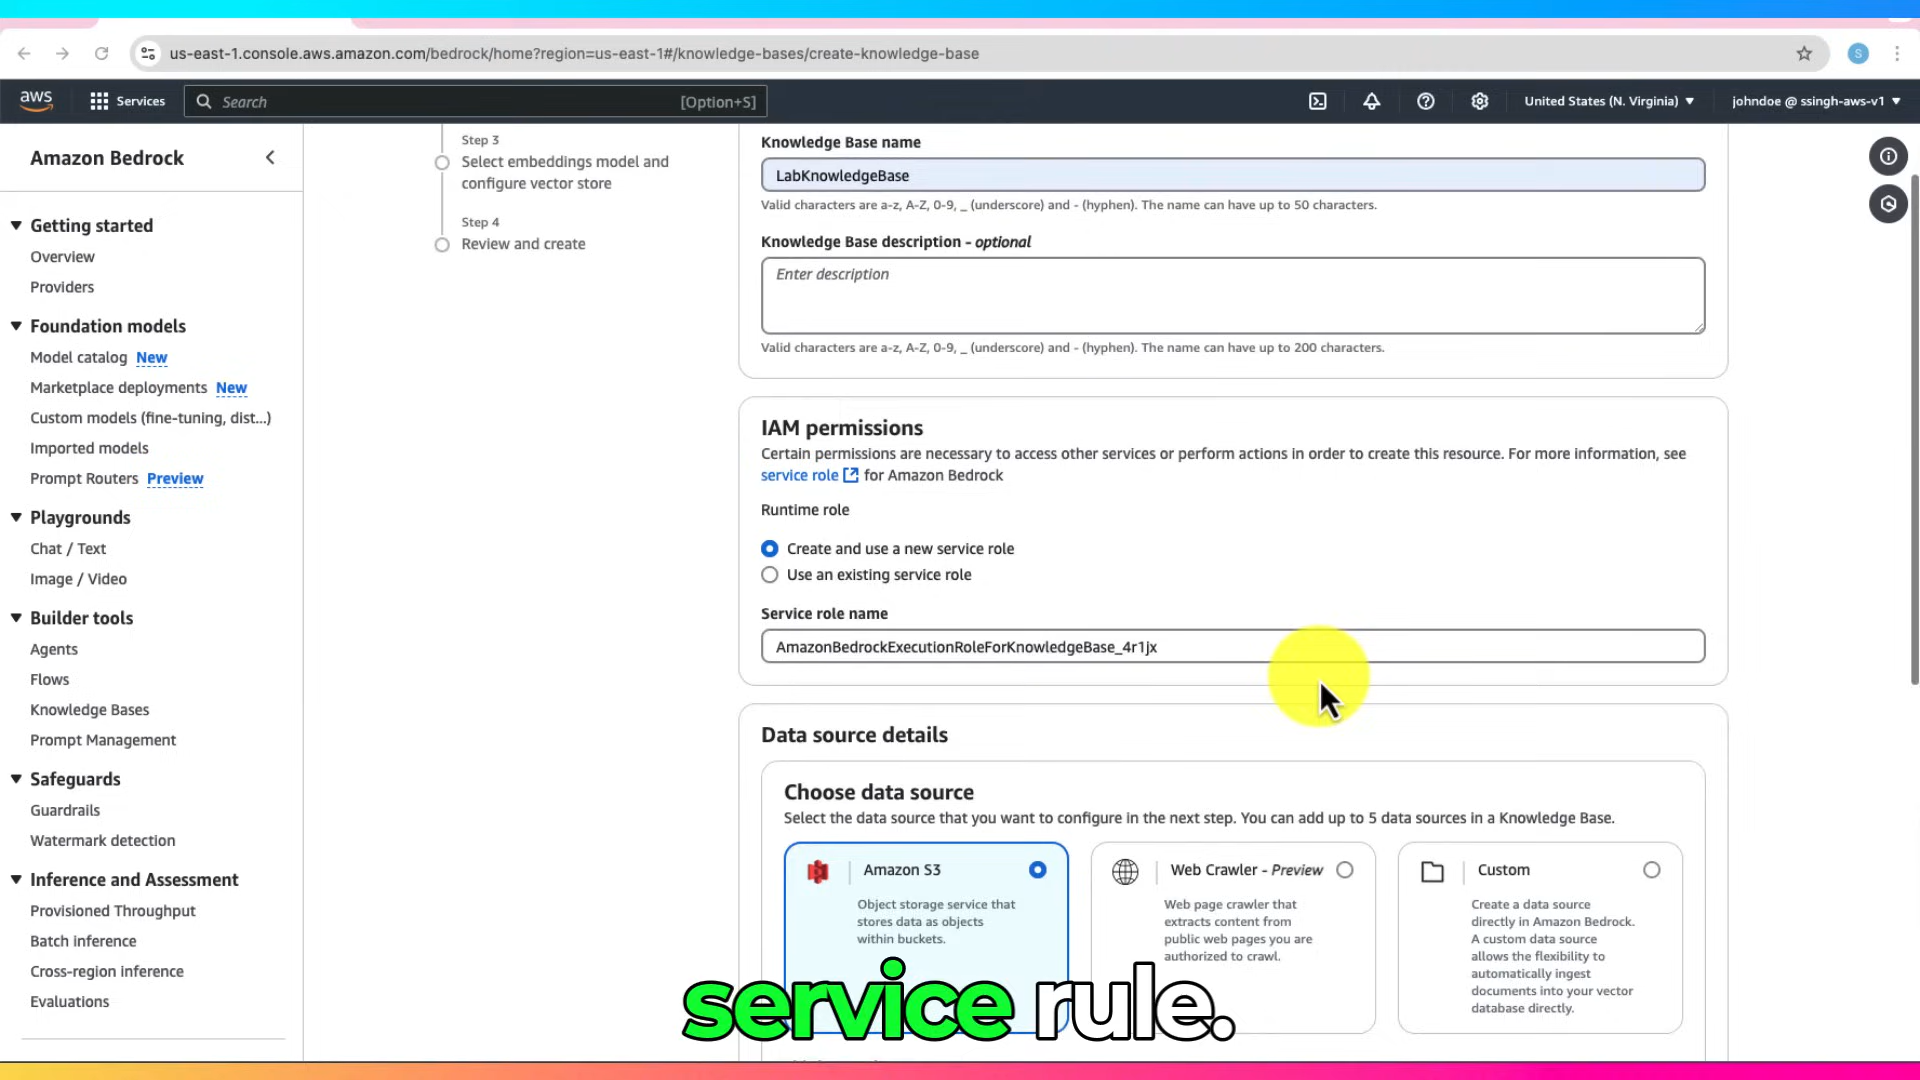 us-east-1.console.aws.amazon.com/bedrock/home?region=us-east-1#/knowledge-bases/create-knowledge-base
S
aws
Services
Search
[Option+S]
United States (N. Virginia)
johndoe @ ssingh-aws-v1
Amazon Bedrock
Getting started
Overview
Providers
Foundation models
Model catalog New
Marketplace deployments New
Custom models (fine-tuning, dist...)
Imported models
Prompt Routers Preview
Playgrounds
Chat / Text
Image / Video
Builder tools
Agents
Flows
Knowledge Bases
Prompt Management
Safeguards
Guardrails
Watermark detection
Inference and Assessment
Provisioned Throughput
Batch inference
Cross-region inference
Evaluations
Step 3
Select embeddings model and
configure vector store
Step 4
Review and create
Knowledge Base name
LabKnowledgeBase
Valid characters are a-z, A-Z, 0-9, _ (underscore) and - (hyphen). The name can have up to 50 characters.
Knowledge Base description - optional
Enter description
Valid characters are a-z, A-Z, 0-9, _ (underscore) and - (hyphen). The name can have up to 200 characters.
IAM permissions
Certain permissions are necessary to access other services or perform actions in order to create this resource. For more information, see
service role for Amazon Bedrock
Runtime role
Create and use a new service role
Use an existing service role
Service role name
AmazonBedrockExecutionRoleForKnowledgeBase_4r1jx
Data source details
Choose data source
Select the data source that you want to configure in the next step. You can add up to 5 data sources in a Knowledge Base.
Amazon S3
Object storage service that
stores data as objects
within buckets.
Web Crawler - Preview
Web page crawler that
extracts content from
public web pages you are
authorized to crawl.
Custom
Create a data source
directly in Amazon Bedrock.
A custom data source
allows the flexibility to
automatically ingest
documents into your vector
database directly.
service rule.